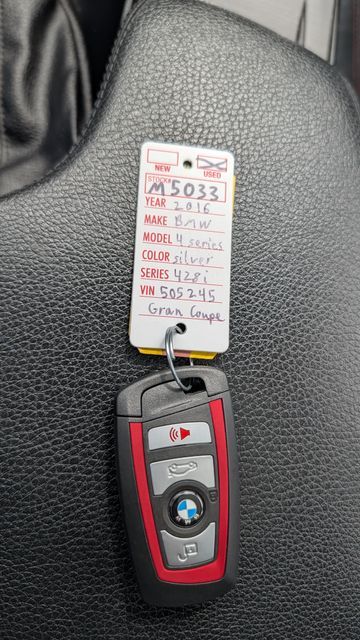 NEW USED
STOCK# M5033
YEAR 2016
MAKE BMW
MODEL 4 series
COLOR silver
SERIES 428i
VIN 505245
Gran Coupe
BMW